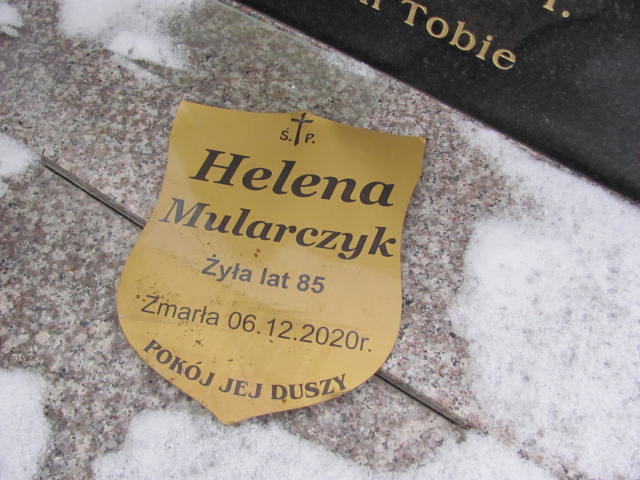 Tobie
Ś. P.
Helena
Mularczyk
Żyła lat 85
Zmarła 06.12.2020r.
POKÓJ JEJ DUSZY